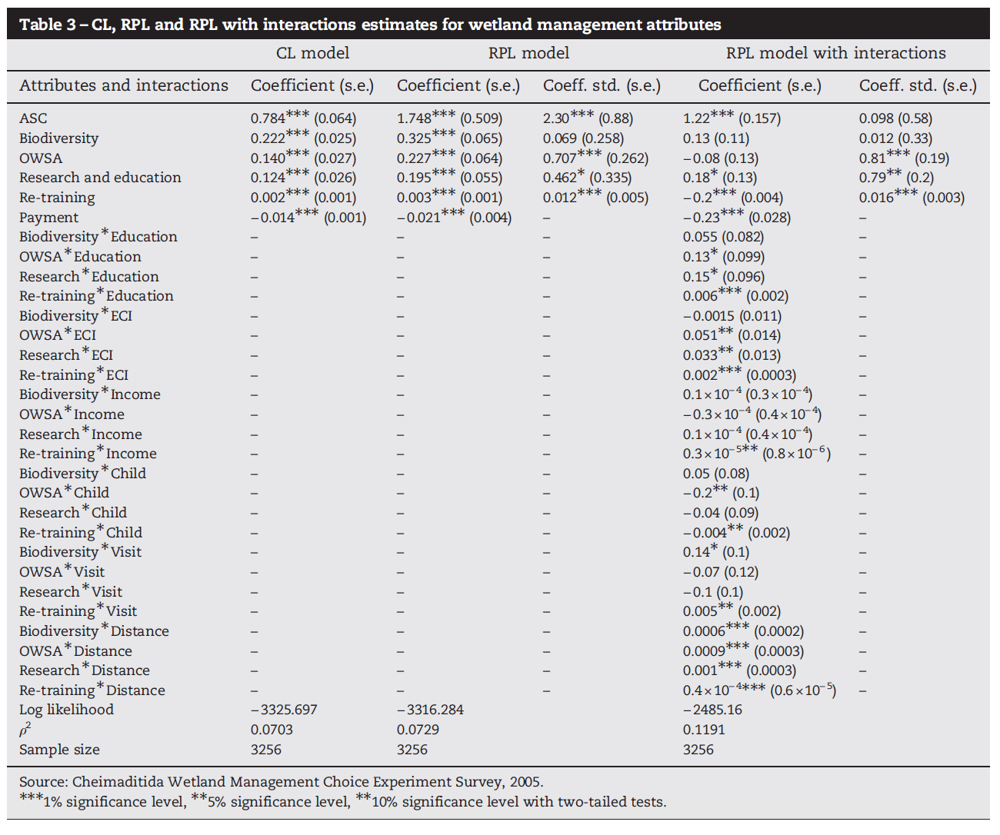 Table 3 – CL, RPL and RPL with interactions estimates for wetland management attributes
CL model RPL model RPL model with interactions
Attributes and interactions Coefficient (s.e.) Coefficient (s.e.) Coeff. std. (s.e.) Coefficient (s.e.) Coeff. std. (s.e.)
ASC 0.784*** (0.064) 1.748*** (0.509) 2.30*** (0.88) 1.22*** (0.157) 0.098 (0.58)
Biodiversity 0.222*** (0.025) 0.325*** (0.065) 0.069 (0.258) 0.13 (0.11) 0.012 (0.33)
OWSA 0.140*** (0.027) 0.227*** (0.064) 0.707*** (0.262) −0.08 (0.13) 0.81*** (0.19)
Research and education 0.124*** (0.026) 0.195*** (0.055) 0.462* (0.335) 0.18* (0.13) 0.79** (0.2)
Re-training 0.002*** (0.001) 0.003*** (0.001) 0.012*** (0.005) −0.2*** (0.004) 0.016*** (0.003)
Payment −0.014*** (0.001) −0.021*** (0.004) – −0.23*** (0.028) –
Biodiversity*Education – – – 0.055 (0.082) –
OWSA*Education – – – 0.13* (0.099) –
Research*Education – – – 0.15* (0.096) –
Re-training*Education – – – 0.006*** (0.002) –
Biodiversity*ECI – – – −0.0015 (0.011) –
OWSA*ECI – – – 0.051** (0.014) –
Research*ECI – – – 0.033** (0.013) –
Re-training*ECI – – – 0.002*** (0.0003) –
Biodiversity*Income – – – 0.1×10⁻⁴ (0.3×10⁻⁴) –
OWSA*Income – – – −0.3×10⁻⁴ (0.4×10⁻⁴) –
Research*Income – – – 0.1×10⁻⁴ (0.4×10⁻⁴) –
Re-training*Income – – – 0.3×10⁻⁵** (0.8×10⁻⁶) –
Biodiversity*Child – – – 0.05 (0.08) –
OWSA*Child – – – −0.2** (0.1) –
Research*Child – – – −0.04 (0.09) –
Re-training*Child – – – −0.004** (0.002) –
Biodiversity*Visit – – – 0.14* (0.1) –
OWSA*Visit – – – −0.07 (0.12) –
Research*Visit – – – −0.1 (0.1) –
Re-training*Visit – – – 0.005** (0.002) –
Biodiversity*Distance – – – 0.0006*** (0.0002) –
OWSA*Distance – – – 0.0009*** (0.0003) –
Research*Distance – – – 0.001*** (0.0003) –
Re-training*Distance – – – 0.4×10⁻⁴*** (0.6×10⁻⁵) –
Log likelihood −3325.697 −3316.284 −2485.16
ρ² 0.0703 0.0729 0.1191
Sample size 3256 3256 3256
Source: Cheimaditida Wetland Management Choice Experiment Survey, 2005.
***1% significance level, **5% significance level, **10% significance level with two-tailed tests.